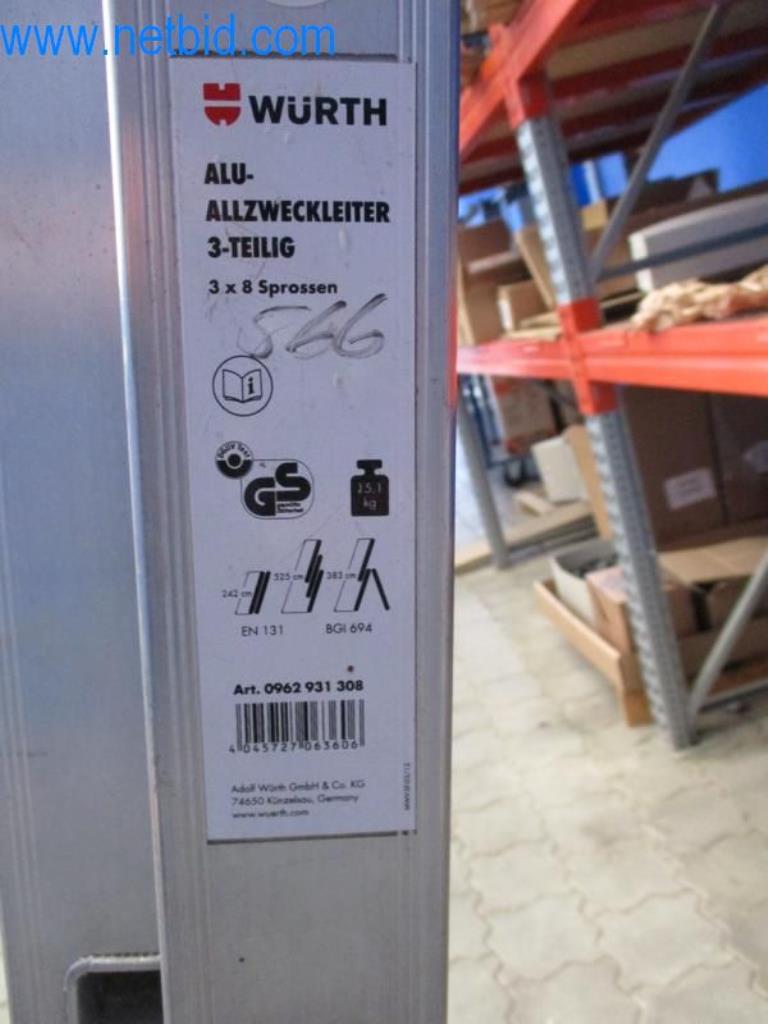 www.netbid.com
WÜRTH
ALU-
ALLZWECKLEITER
3-TEILIG
3 x 8 Sprossen
566
i
GS
geprüfte
Sicherheit
kg
242 cm 525 cm 383 cm
EN 131 BGI 694
Art. 0962 931 308
4 045727 063606
Adolf Würth GmbH & Co. KG
74650 Künzelsau, Germany
www.wuerth.com